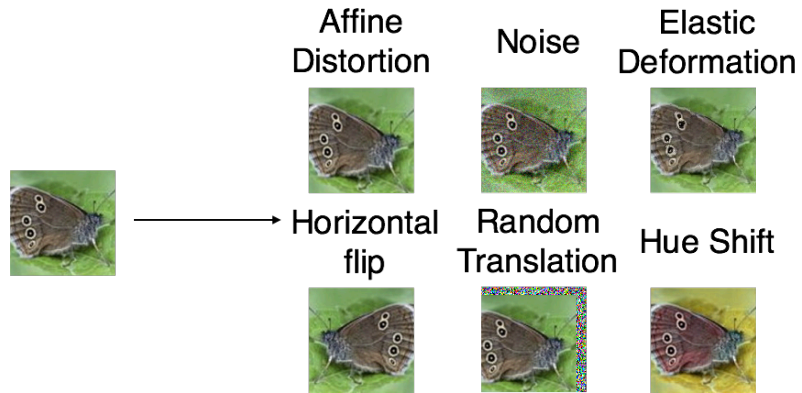 Affine
Distortion
Noise
Elastic
Deformation
Horizontal
flip
Random
Translation
Hue Shift